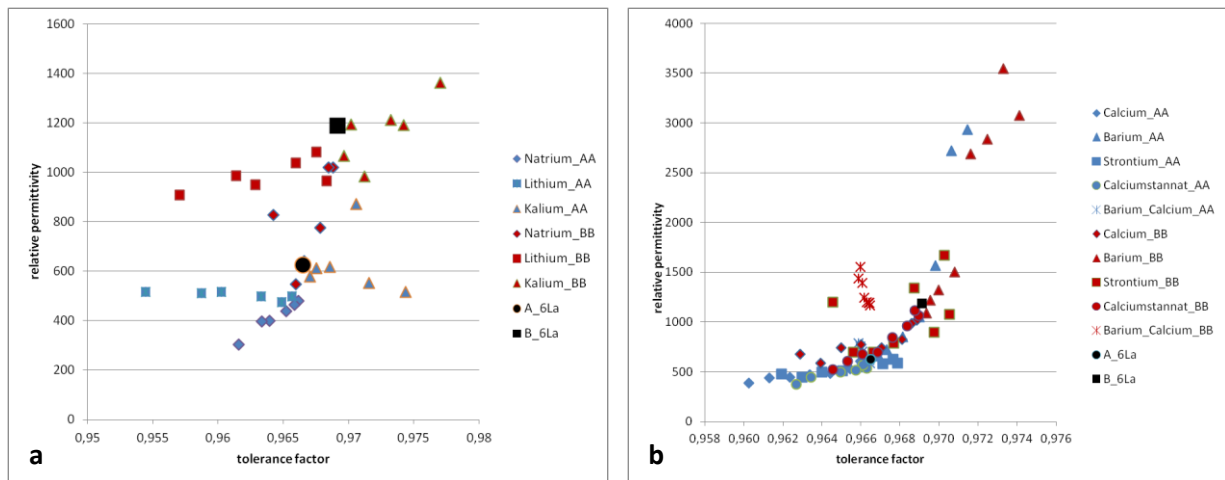 1600
1400
1200
1000
800
600
400
200
0
relative permittivity
0,95
0,955
0,96
0,965
0,97
0,975
0,98
tolerance factor
a
Natrium_AA
Lithium_AA
Kalium_AA
Natrium_BB
Lithium_BB
Kalium_BB
A_6La
B_6La
4000
3500
3000
2500
2000
1500
1000
500
0
relative permittivity
0,958
0,960
0,962
0,964
0,966
0,968
0,970
0,972
0,974
0,976
tolerance factor
b
Calcium_AA
Barium_AA
Strontium_AA
Calciumstannat_AA
Barium_Calcium_AA
Calcium_BB
Barium_BB
Strontium_BB
Calciumstannat_BB
Barium_Calcium_BB
A_6La
B_6La